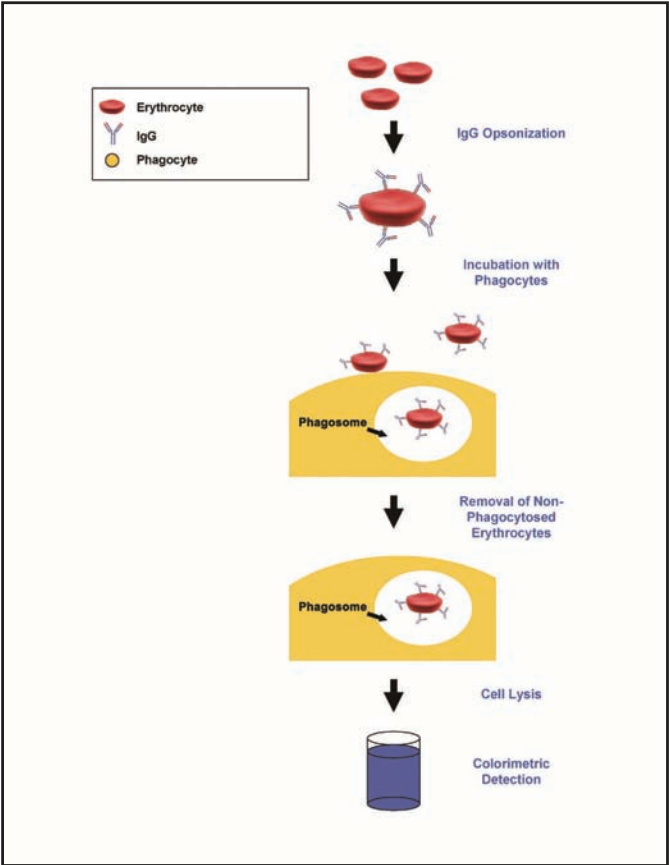 Erythrocyte
IgG
Phagocyte
IgG Opsonization
Incubation with
Phagocytes
Phagosome
Removal of Non-
Phagocytosed
Erythrocytes
Phagosome
Cell Lysis
Colorimetric
Detection